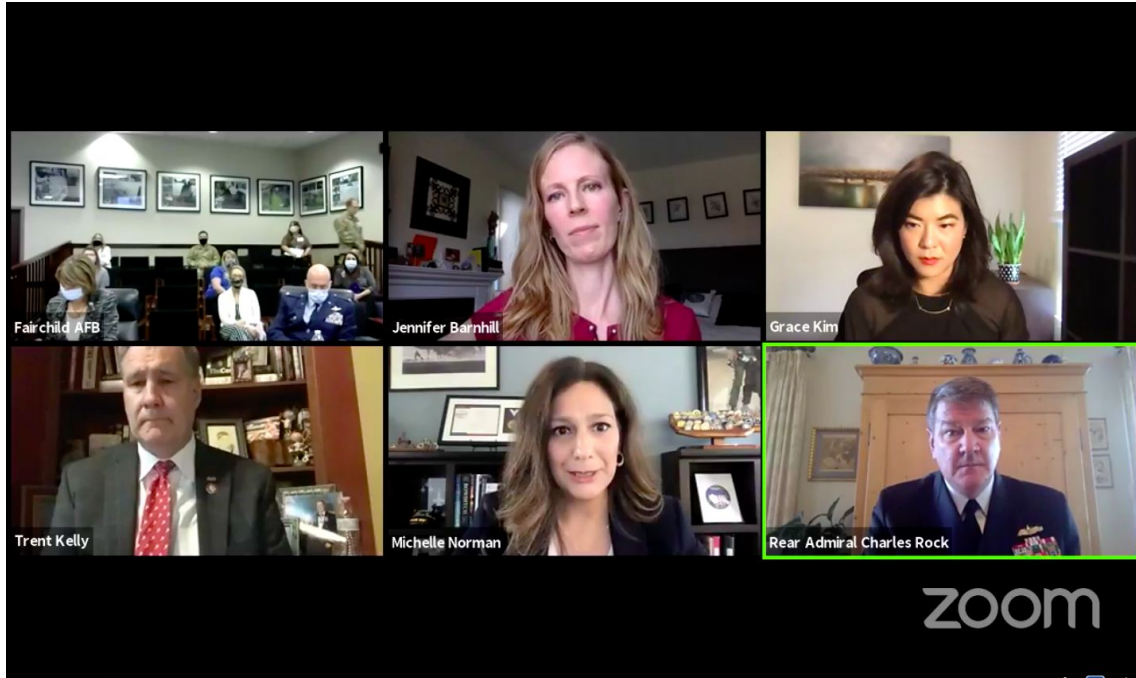 Fairchild AFB
Jennifer Barnhill
Grace Kim
Trent Kelly
Michelle Norman
Rear Admiral Charles Rock
zoom